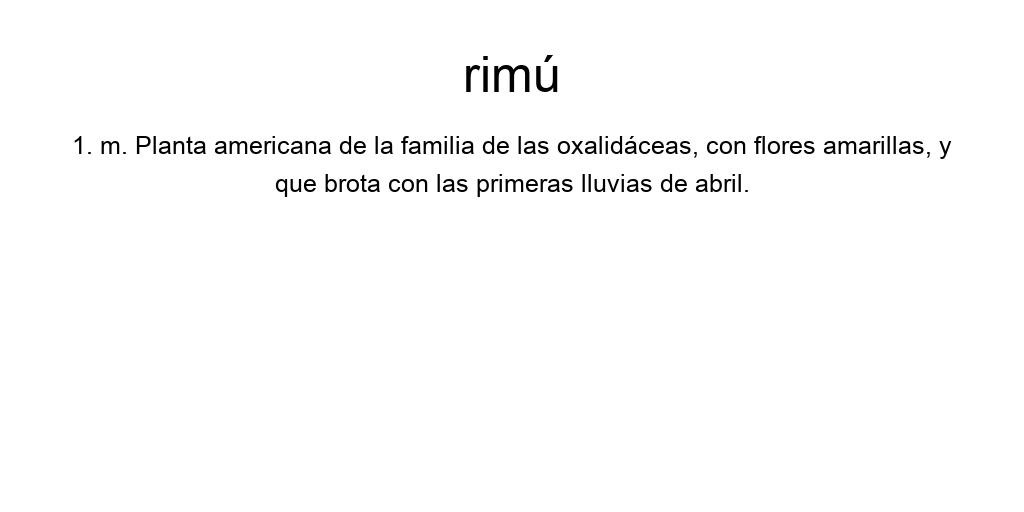 rimú
1. m. Planta americana de la familia de las oxalidáceas, con flores amarillas, y
que brota con las primeras lluvias de abril.